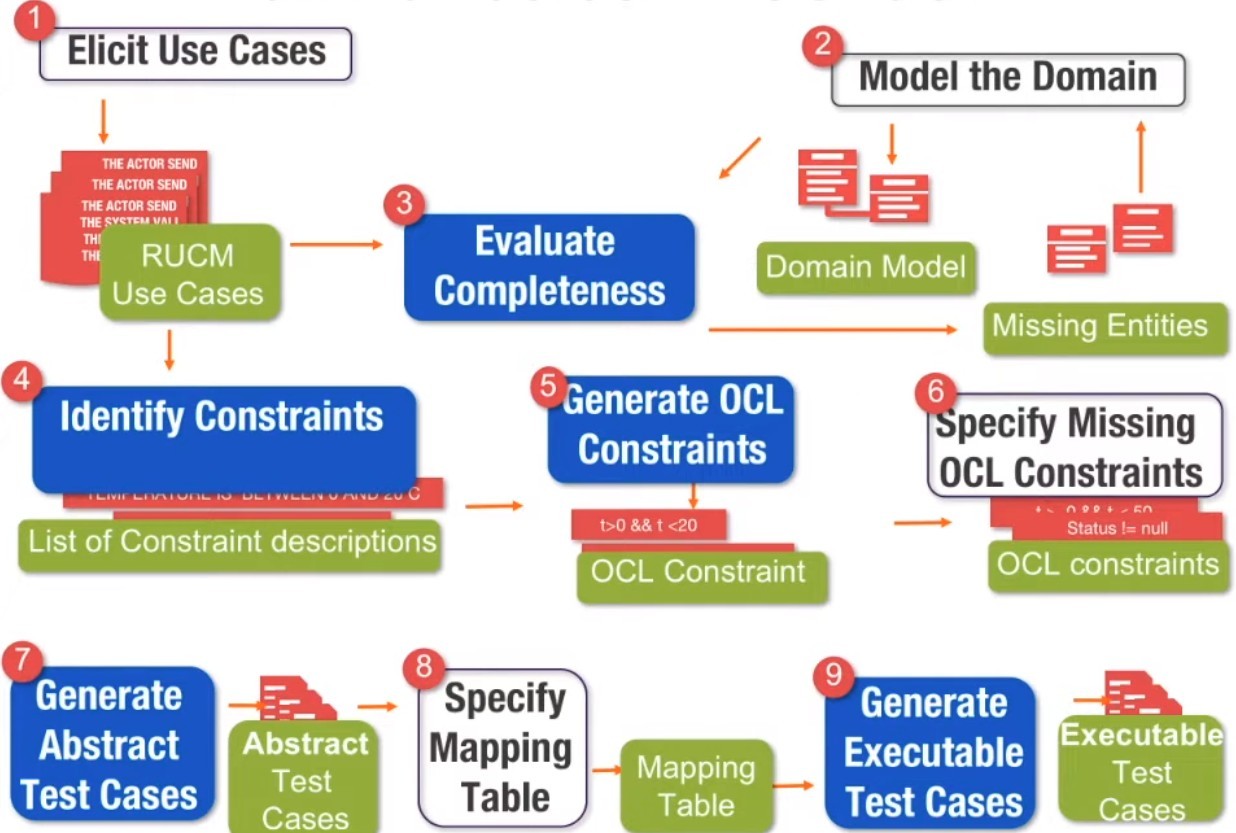 1
Elicit Use Cases
2
Model the Domain
THE ACTOR SEND
THE ACTOR SEND
THE ACTOR SEND
THE SYSTEM VALI
THE
RUCM
Use Cases
3
Evaluate
Completeness
Domain Model
Missing Entities
4
Identify Constraints
TEMPERATURE IS BETWEEN 0 AND 20 C
List of Constraint descriptions
5
Generate OCL
Constraints
t>0 && t <20
OCL Constraint
6
Specify Missing
OCL Constraints
t > 0 && t < 50
Status != null
OCL constraints
7
Generate
Abstract
Test Cases
Abstract
Test
Cases
8
Specify
Mapping
Table
Mapping
Table
9
Generate
Executable
Test Cases
Executable
Test
Cases